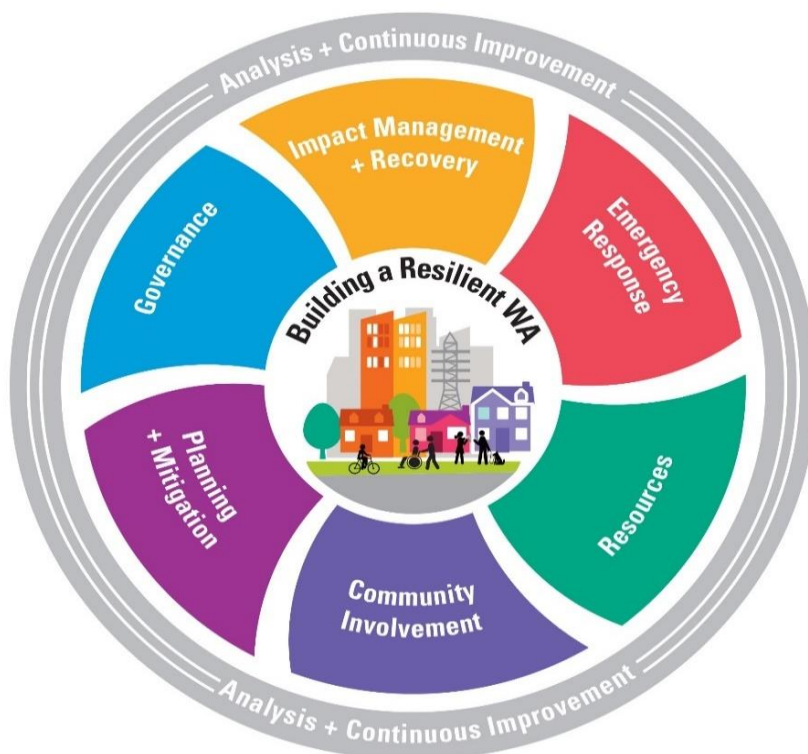 Analysis + Continuous Improvement
Impact Management
+ Recovery
Emergency
Response
Resources
Community
Involvement
Planning
+ Mitigation
Governance
Building a Resilient WA
Analysis + Continuous Improvement